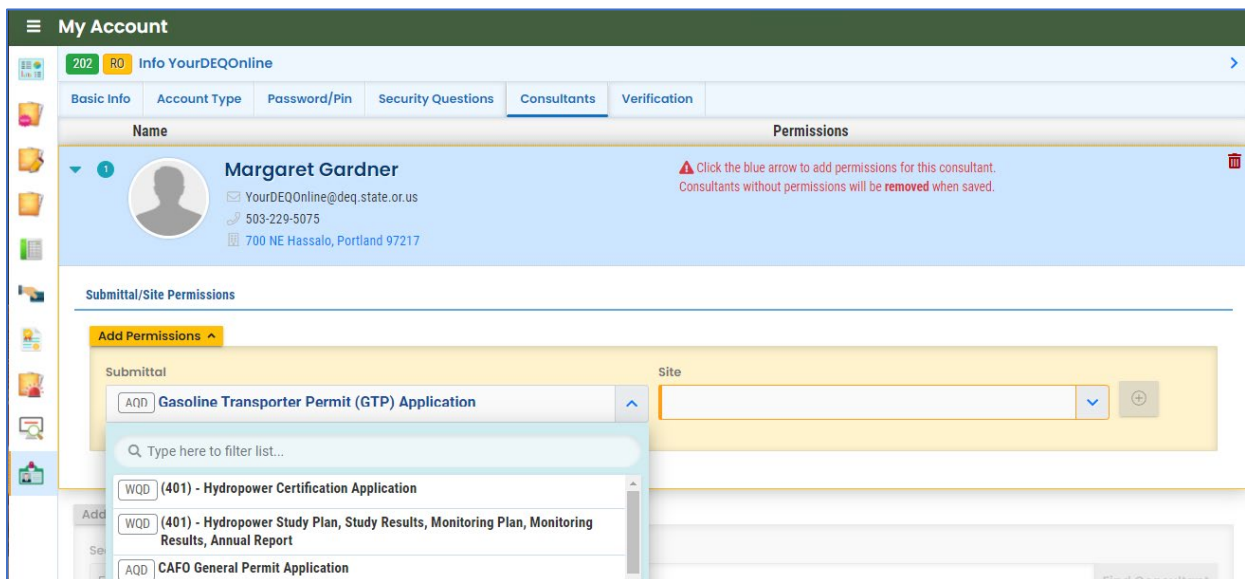 My Account
202 RO Info YourDEQOnline
Basic Info Account Type Password/Pin Security Questions Consultants Verification
Name Permissions
1 Margaret Gardner
YourDEQOnline@deq.state.or.us
503-229-5075
700 NE Hassalo, Portland 97217
Click the blue arrow to add permissions for this consultant.
Consultants without permissions will be removed when saved.
Submittal/Site Permissions
Add Permissions
Submittal Site
AQD Gasoline Transporter Permit (GTP) Application
Type here to filter list...
WQD (401) - Hydropower Certification Application
WQD (401) - Hydropower Study Plan, Study Results, Monitoring Plan, Monitoring
Results, Annual Report
AQD CAFO General Permit Application
Add
Find Consultant